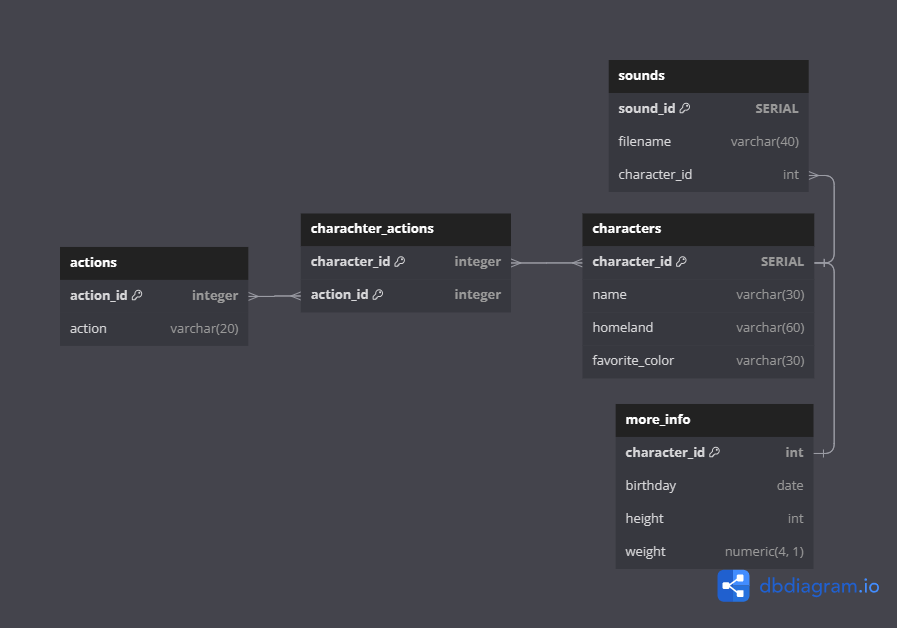 sounds
sound_id SERIAL
filename varchar(40)
character_id int
charachter_actions
character_id integer
action_id integer
characters
character_id SERIAL
name varchar(30)
homeland varchar(60)
favorite_color varchar(30)
actions
action_id integer
action varchar(20)
more_info
character_id int
birthday date
height int
weight numeric(4, 1)
dbdiagram.io